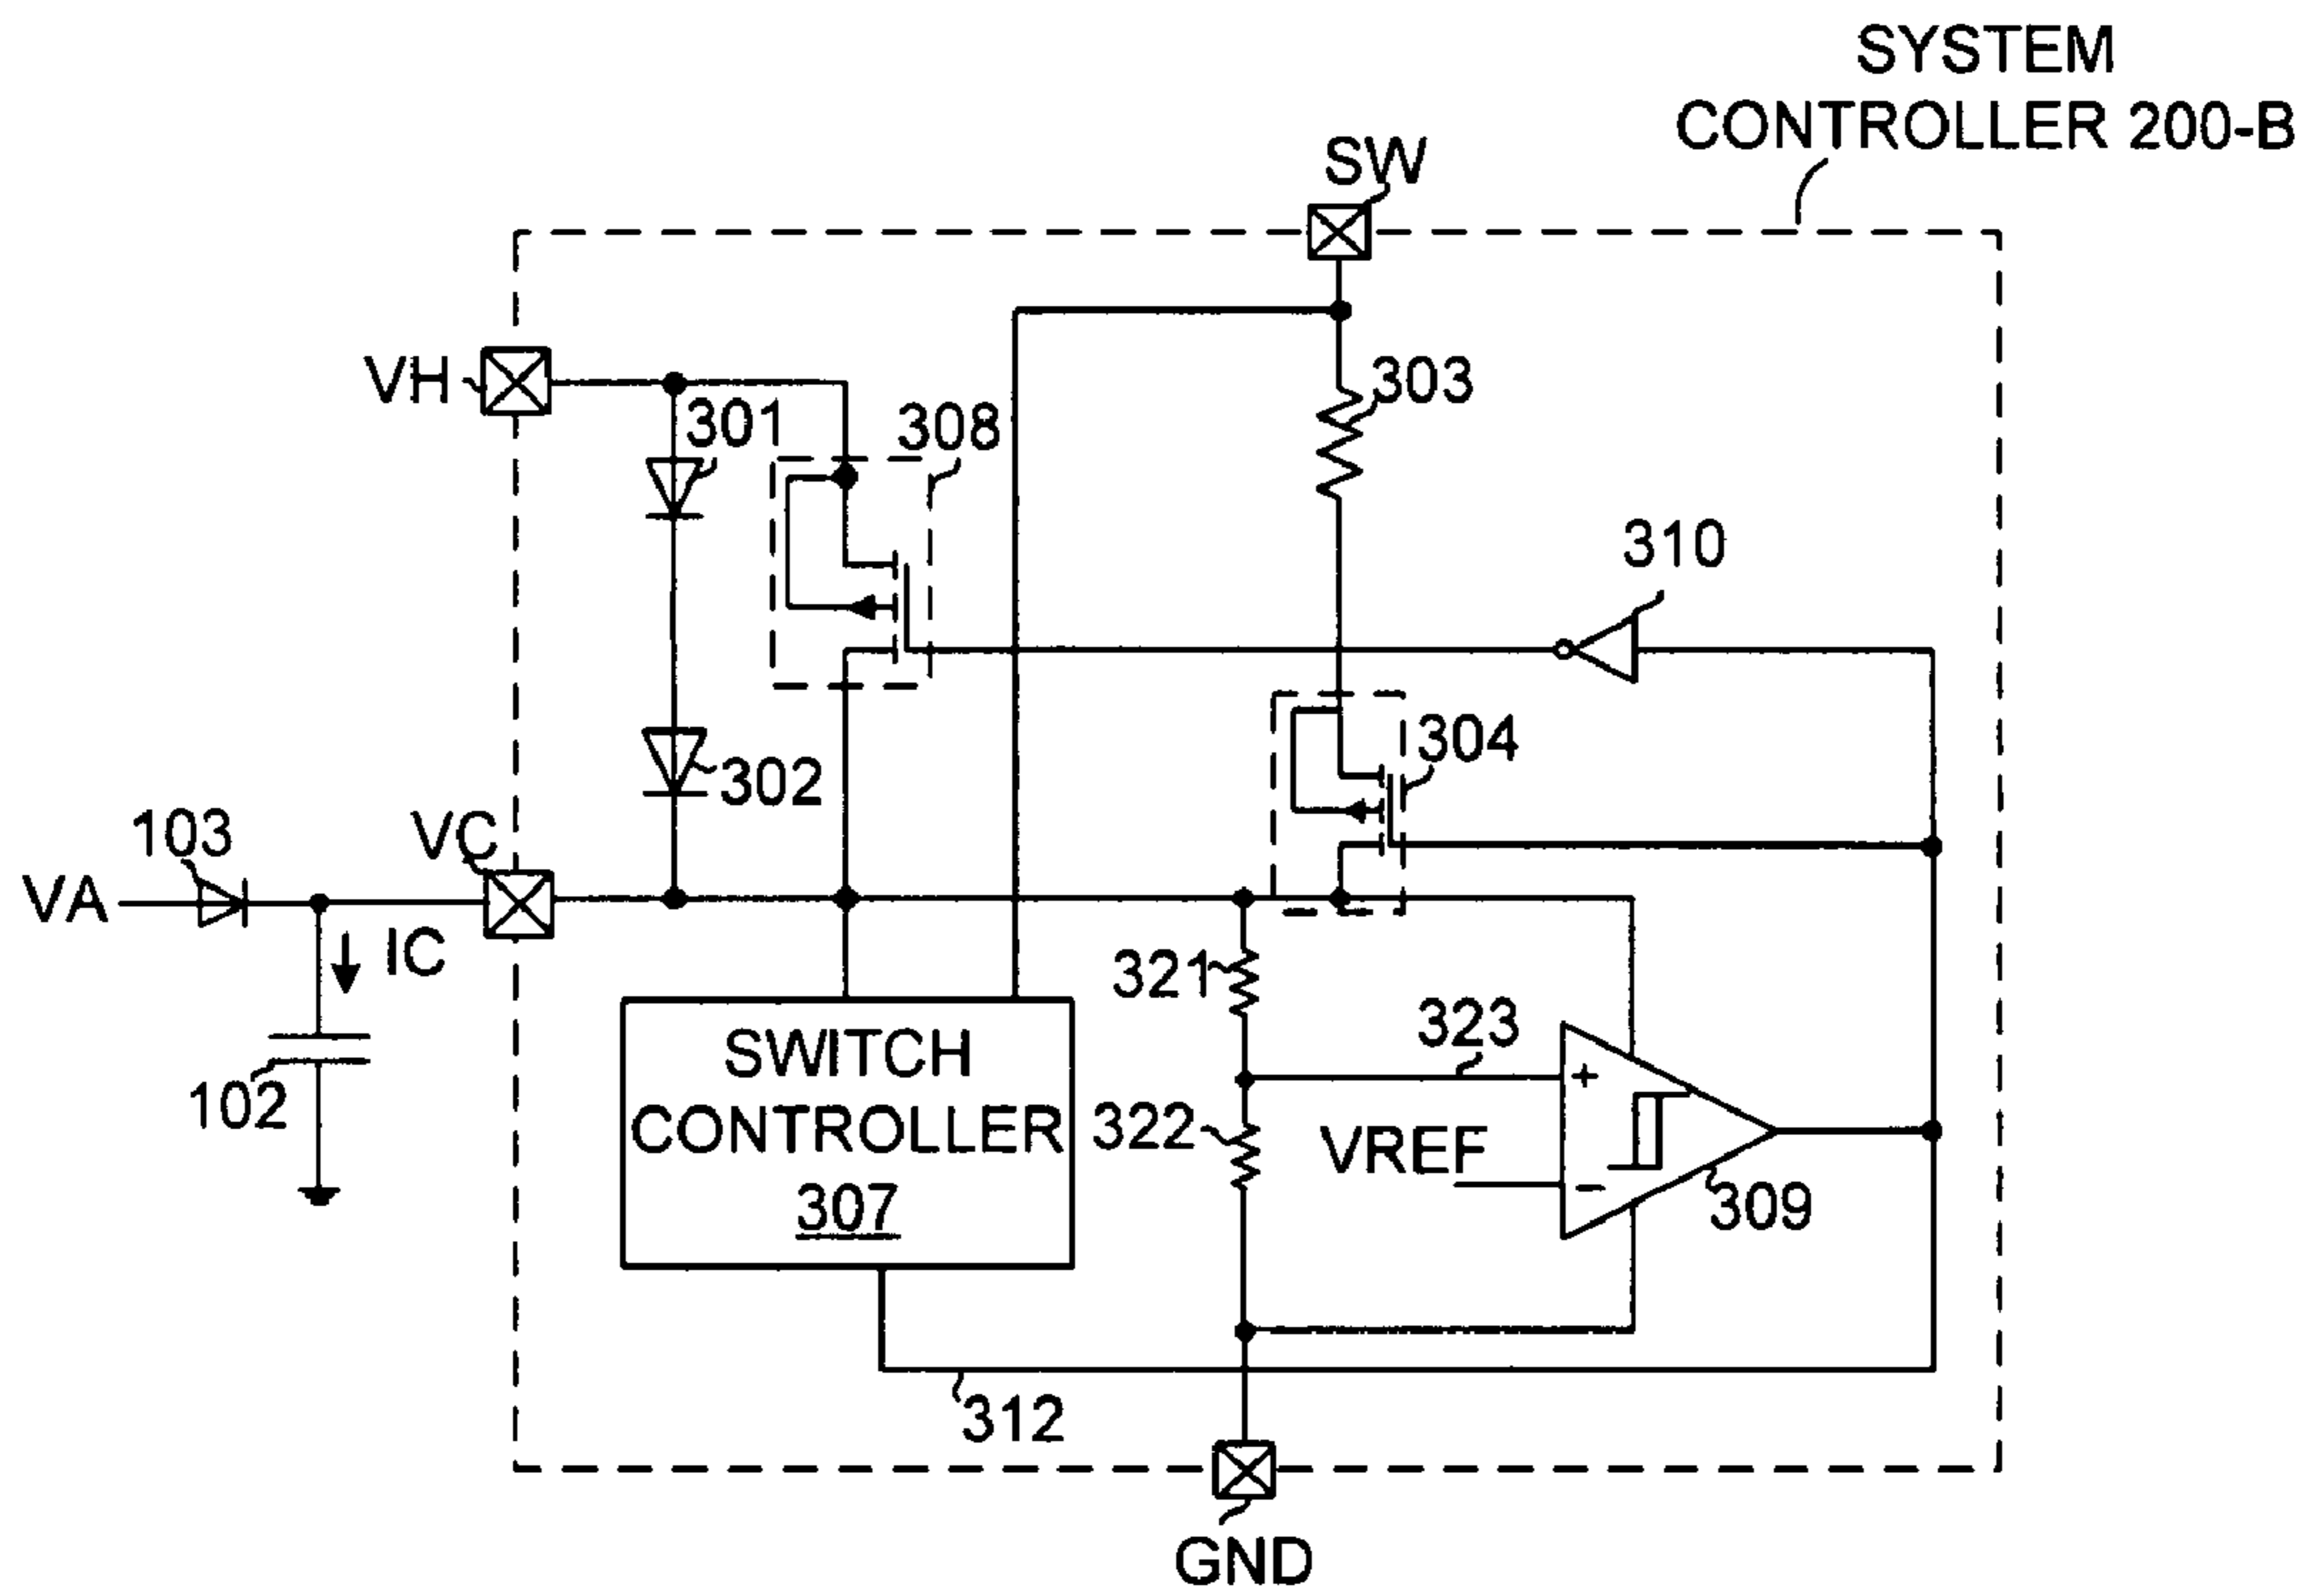 SYSTEM
CONTROLLER 200-B
SW
VH
301
308
303
310
304
302
103
VC
VA
IC
321
323
SWITCH
CONTROLLER
307
+
102
322
VREF
-
309
312
GND